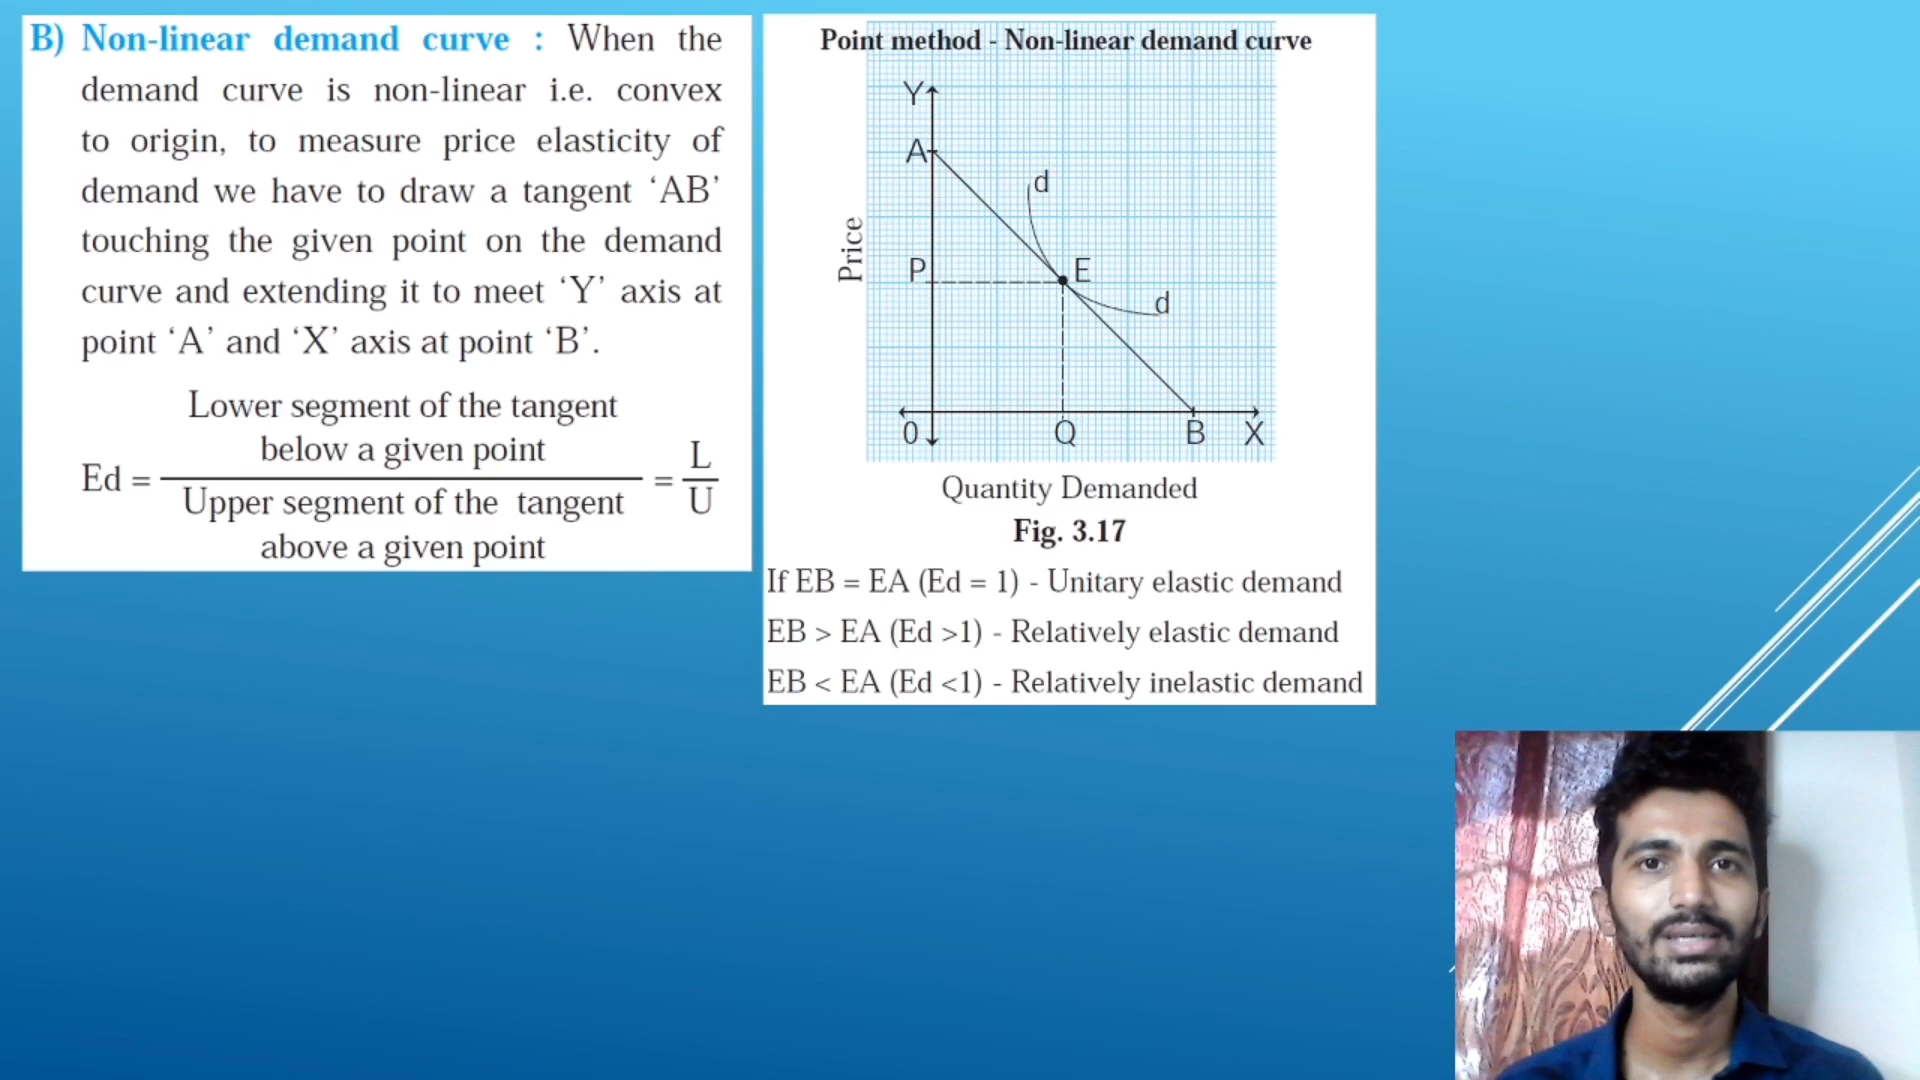 B) Non-linear demand curve : When the
demand curve is non-linear i.e. convex
to origin, to measure price elasticity of
demand we have to draw a tangent ‘AB’
touching the given point on the demand
curve and extending it to meet ‘Y’ axis at
point ‘A’ and ‘X’ axis at point ‘B’.
Lower segment of the tangent
below a given point
Ed = = L
U
Upper segment of the tangent
above a given point
Point method - Non-linear demand curve
Y
A
d
Price
P
E
d
0
Q
B
X
Quantity Demanded
Fig. 3.17
If EB = EA (Ed = 1) - Unitary elastic demand
EB > EA (Ed >1) - Relatively elastic demand
EB < EA (Ed <1) - Relatively inelastic demand